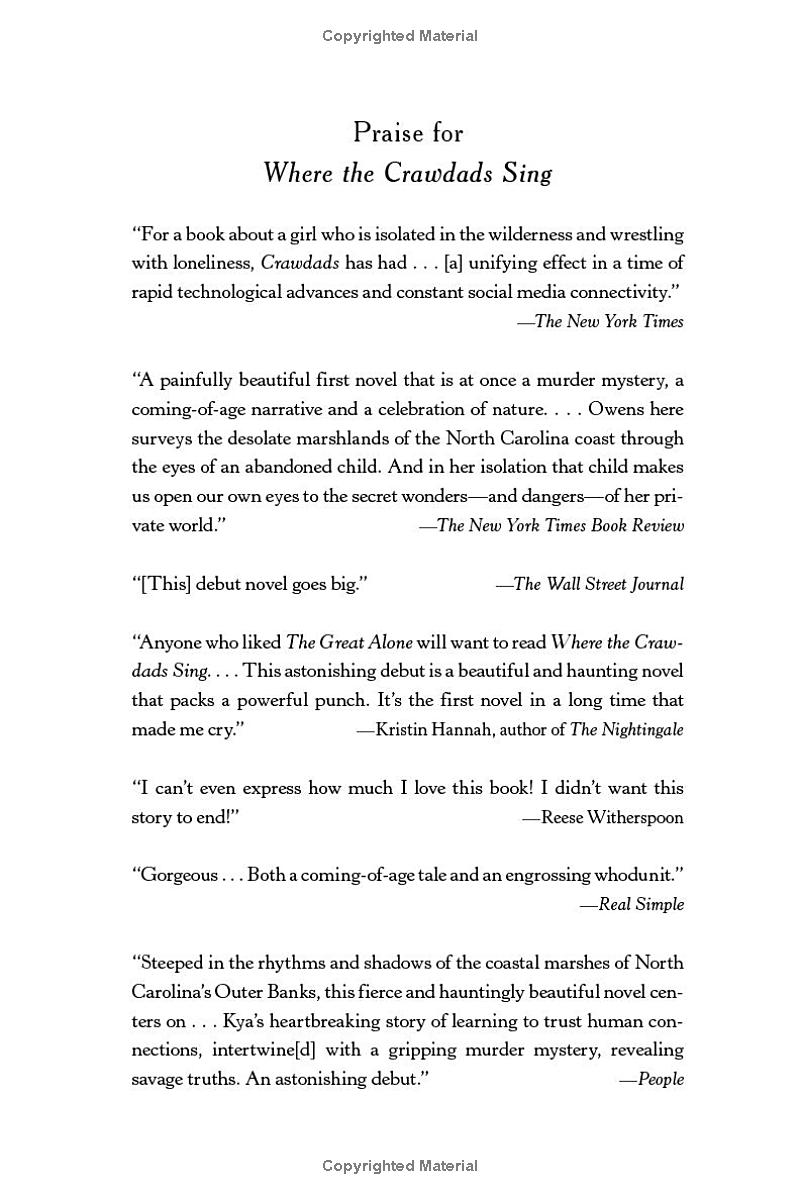 Copyrighted Material
Praise for
Where the Crawdads Sing
“For a book about a girl who is isolated in the wilderness and wrestling
with loneliness, Crawdads has had . . . [a] unifying effect in a time of
rapid technological advances and constant social media connectivity.”
—The New York Times
“A painfully beautiful first novel that is at once a murder mystery, a
coming-of-age narrative and a celebration of nature. . . . Owens here
surveys the desolate marshlands of the North Carolina coast through
the eyes of an abandoned child. And in her isolation that child makes
us open our own eyes to the secret wonders—and dangers—of her pri-
vate world.” —The New York Times Book Review
“[This] debut novel goes big.” —The Wall Street Journal
“Anyone who liked The Great Alone will want to read Where the Craw-
dads Sing. . . . This astonishing debut is a beautiful and haunting novel
that packs a powerful punch. It’s the first novel in a long time that
made me cry.” —Kristin Hannah, author of The Nightingale
“I can’t even express how much I love this book! I didn’t want this
story to end!” —Reese Witherspoon
“Gorgeous . . . Both a coming-of-age tale and an engrossing whodunit.”
—Real Simple
“Steeped in the rhythms and shadows of the coastal marshes of North
Carolina’s Outer Banks, this fierce and hauntingly beautiful novel cen-
ters on . . . Kya’s heartbreaking story of learning to trust human con-
nections, intertwine[d] with a gripping murder mystery, revealing
savage truths. An astonishing debut.” —People
Copyrighted Material